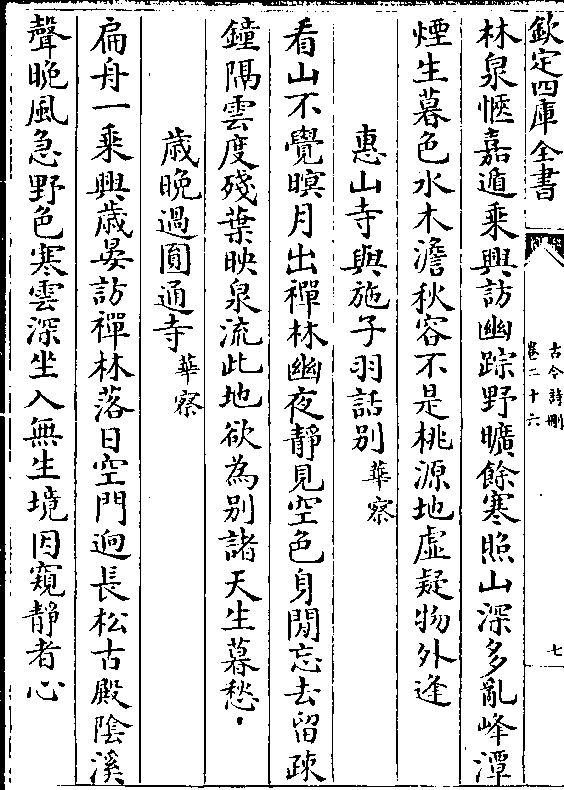 欽定四庫全書
古今詩刪
卷二十六
七
林泉愜嘉遁乘興訪幽踪野曠餘寒照山深多亂峰潭
煙生暮色水木澹秋容不是桃源地虛疑物外逢
惠山寺與施子羽話别 華察
看山不覺暝月出禪林幽夜靜見空色身閒忘去留疎
鐘隔雲度殘葉映泉流此地欲為别諸天生暮愁
歲晚過圓通寺 華察
扁舟一乘興歲晏訪禪林落日空門迥長松古殿陰溪
聲晚風急野色寒雲深坐入無生境因窺靜者心